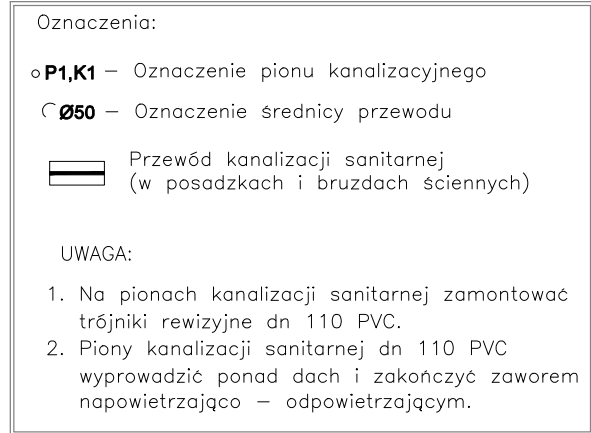 Oznaczenia:
P1,K1 – Oznaczenie pionu kanalizacyjnego
Ø50 – Oznaczenie średnicy przewodu
Przewód kanalizacji sanitarnej
(w posadzkach i bruzdach ściennych)
UWAGA:
1. Na pionach kanalizacji sanitarnej zamontować
trójniki rewizyjne dn 110 PVC.
2. Piony kanalizacji sanitarnej dn 110 PVC
wyprowadzić ponad dach i zakończyć zaworem
napowietrzająco – odpowietrzającym.